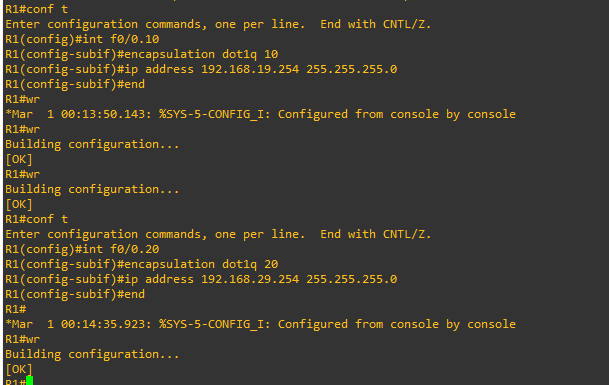 R1#conf t
Enter configuration commands, one per line.  End with CNTL/Z.
R1(config)#int f0/0.10
R1(config-subif)#encapsulation dot1q 10
R1(config-subif)#ip address 192.168.19.254 255.255.255.0
R1(config-subif)#end
R1#wr
*Mar  1 00:13:50.143: %SYS-5-CONFIG_I: Configured from console by console
R1#wr
Building configuration...
[OK]
R1#wr
Building configuration...
[OK]
R1#conf t
Enter configuration commands, one per line.  End with CNTL/Z.
R1(config)#int f0/0.20
R1(config-subif)#encapsulation dot1q 20
R1(config-subif)#ip address 192.168.29.254 255.255.255.0
R1(config-subif)#end
R1#
*Mar  1 00:14:35.923: %SYS-5-CONFIG_I: Configured from console by console
R1#wr
Building configuration...
[OK]
R1#